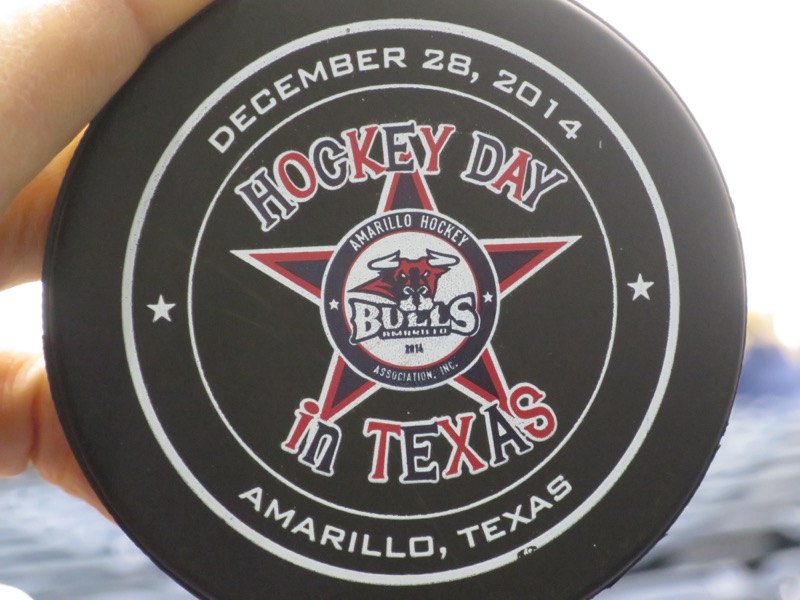 DECEMBER 28, 2014
HOCKEY DAY
AMARILLO HOCKEY
BULLS
AMARILLO
2014
ASSOCIATION, INC.
in TEXAS
AMARILLO, TEXAS